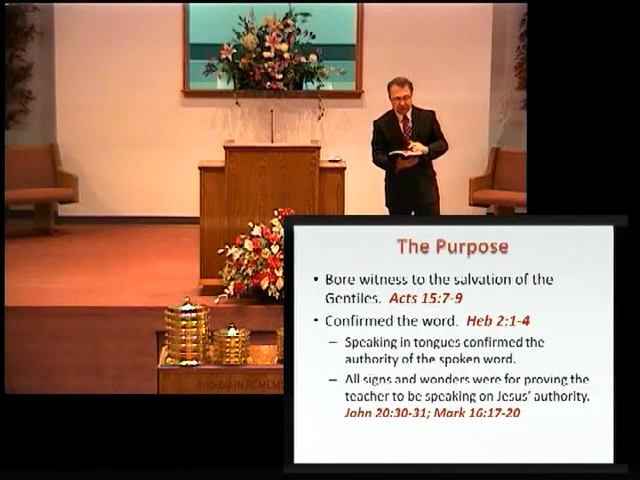 The Purpose
• Bore witness to the salvation of the
Gentiles. Acts 15:7-9
• Confirmed the word. Heb 2:1-4
– Speaking in tongues confirmed the
authority of the spoken word.
– All signs and wonders were for proving the
teacher to be speaking on Jesus' authority.
John 20:30-31; Mark 16:17-20